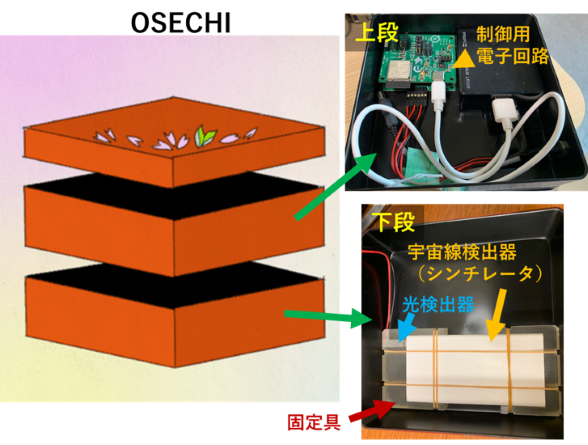 OSECHI
上段
制御用
電子回路
下段
宇宙線検出器
（シンチレータ）
光検出器
固定具